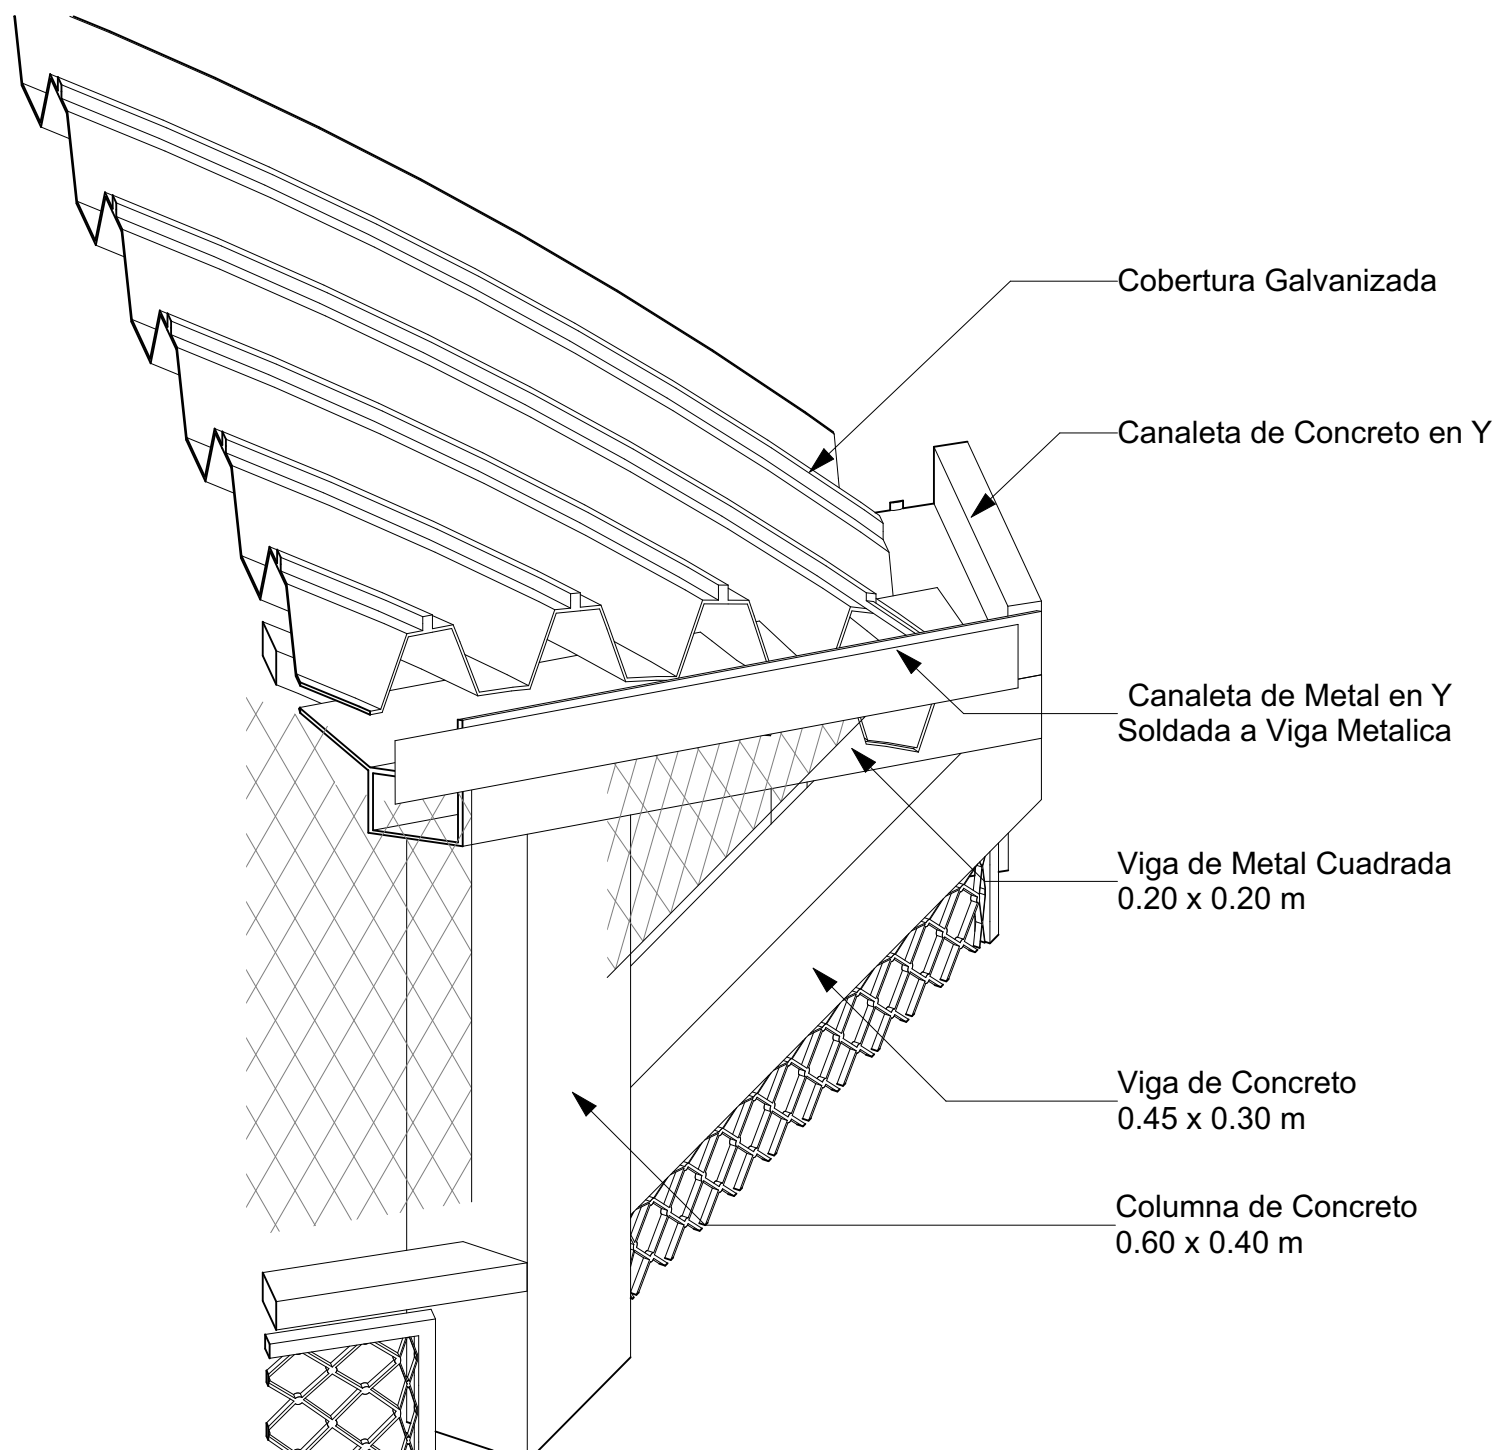 Cobertura Galvanizada
Canaleta de Concreto en Y
Canaleta de Metal en Y
Soldada a Viga Metalica
Viga de Metal Cuadrada
0.20 x 0.20 m
Viga de Concreto
0.45 x 0.30 m
Columna de Concreto
0.60 x 0.40 m